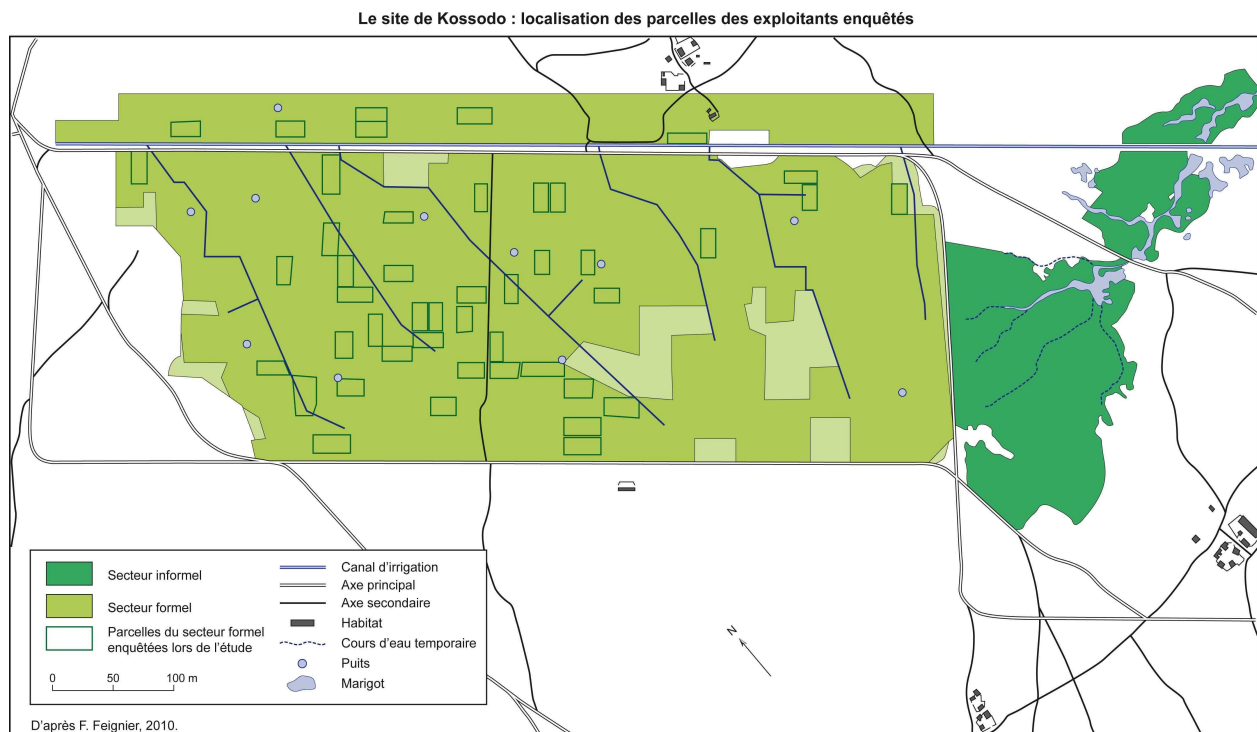 Le site de Kossodo : localisation des parcelles des exploitants enquêtés
N
Secteur informel
Secteur formel
Parcelles du secteur formel
enquêtées lors de l'étude
0 50 100 m
Canal d'irrigation
Axe principal
Axe secondaire
Habitat
Cours d'eau temporaire
Puits
Marigot
D'après F. Feignier, 2010.